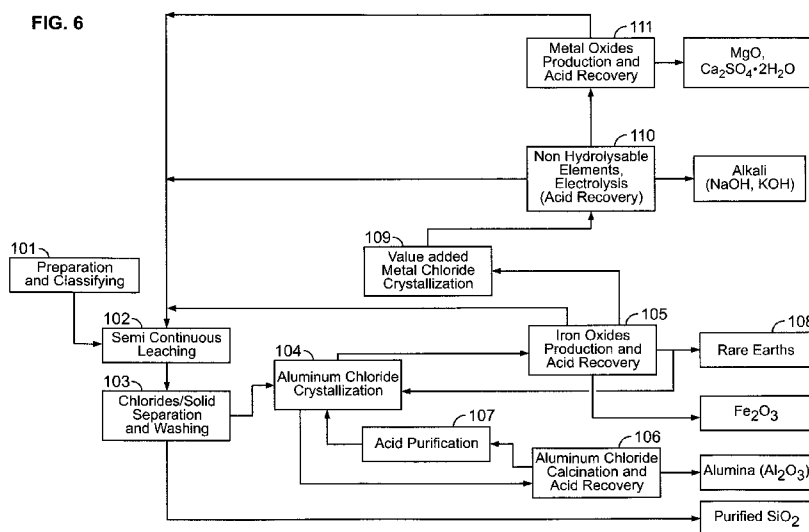 FIG. 6
111
Metal Oxides
Production and
Acid Recovery
MgO,
Ca₂SO₄•2H₂O
110
Non Hydrolysable
Elements,
Electrolysis
(Acid Recovery)
Alkali
(NaOH, KOH)
109
Value added
Metal Chloride
Crystallization
101
Preparation
and Classifying
102
Semi Continuous
Leaching
103
Chlorides/Solid
Separation
and Washing
104
Aluminum Chloride
Crystallization
105
Iron Oxides
Production and
Acid Recovery
108
Rare Earths
Fe₂O₃
107
Acid Purification
106
Aluminum Chloride
Calcination and
Acid Recovery
Alumina (Al₂O₃)
Purified SiO₂